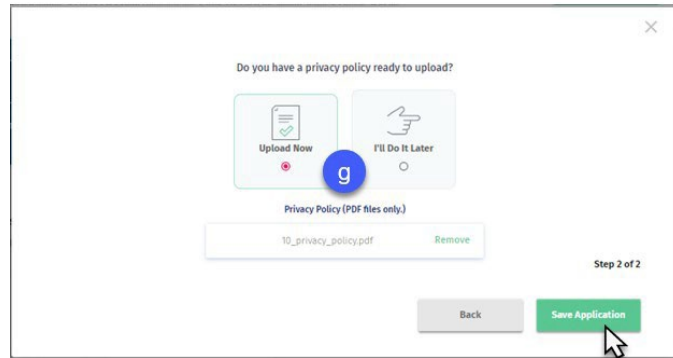 Do you have a privacy policy ready to upload?
Upload Now
I'll Do It Later
g
Privacy Policy (PDF files only.)
10_privacy_policy.pdf Remove
Step 2 of 2
Back Save Application